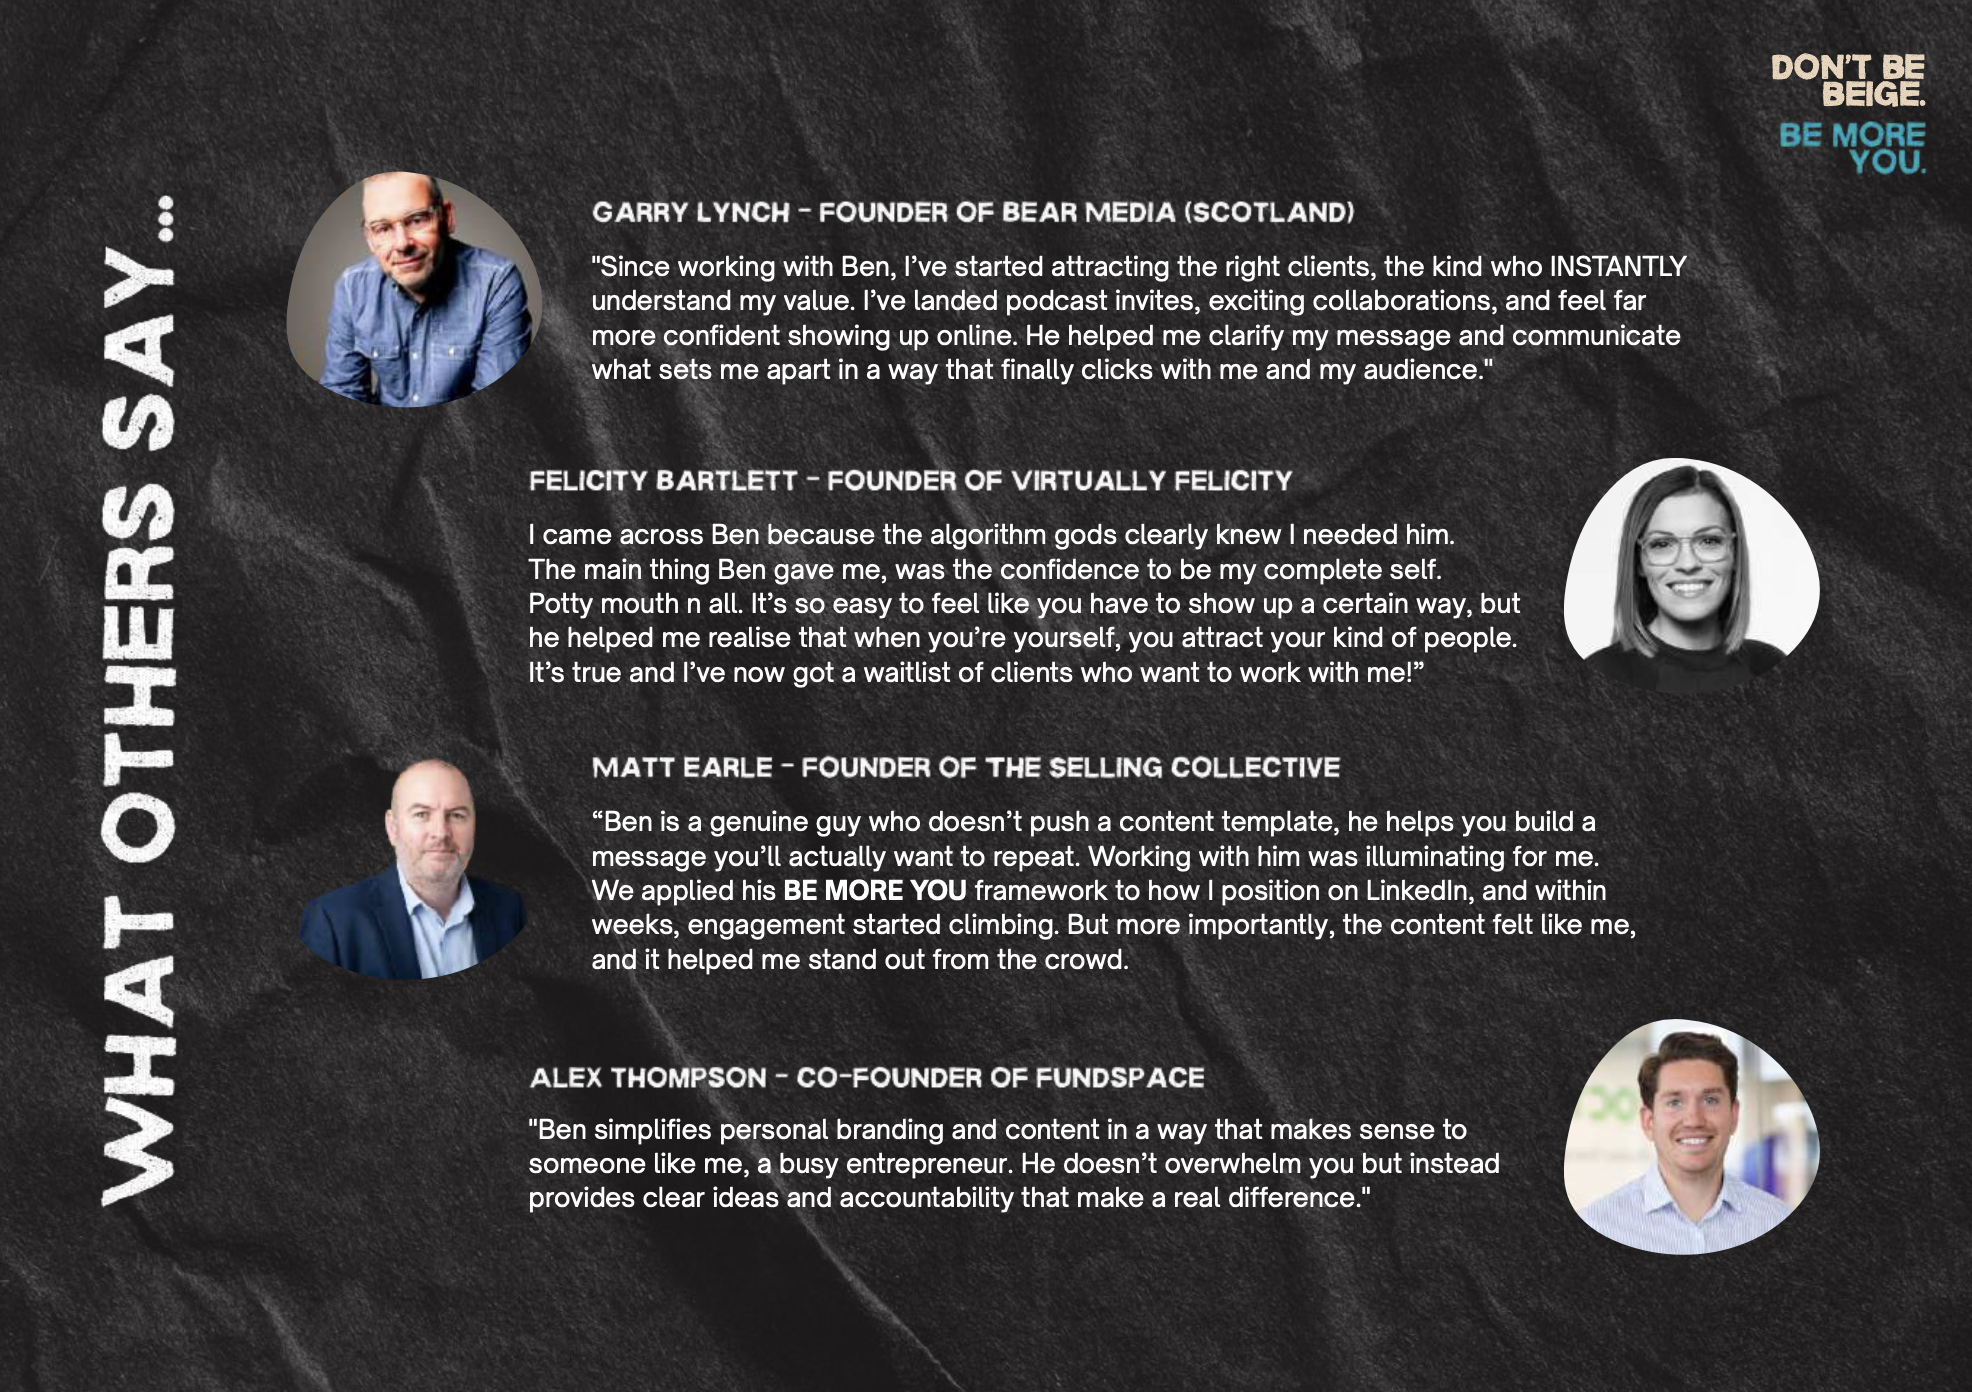 DON'T BE
BEIGE.
BE MORE
YOU.
WHAT OTHERS SAY...
GARRY LYNCH - FOUNDER OF BEAR MEDIA (SCOTLAND)
"Since working with Ben, I’ve started attracting the right clients, the kind who INSTANTLY
understand my value. I’ve landed podcast invites, exciting collaborations, and feel far
more confident showing up online. He helped me clarify my message and communicate
what sets me apart in a way that finally clicks with me and my audience."
FELICITY BARTLETT - FOUNDER OF VIRTUALLY FELICITY
I came across Ben because the algorithm gods clearly knew I needed him.
The main thing Ben gave me, was the confidence to be my complete self.
Potty mouth n all. It’s so easy to feel like you have to show up a certain way, but
he helped me realise that when you’re yourself, you attract your kind of people.
It’s true and I’ve now got a waitlist of clients who want to work with me!”
MATT EARLE - FOUNDER OF THE SELLING COLLECTIVE
“Ben is a genuine guy who doesn’t push a content template, he helps you build a
message you’ll actually want to repeat. Working with him was illuminating for me.
We applied his BE MORE YOU framework to how I position on LinkedIn, and within
weeks, engagement started climbing. But more importantly, the content felt like me,
and it helped me stand out from the crowd.
ALEX THOMPSON - CO-FOUNDER OF FUNDSPACE
"Ben simplifies personal branding and content in a way that makes sense to
someone like me, a busy entrepreneur. He doesn’t overwhelm you but instead
provides clear ideas and accountability that make a real difference."